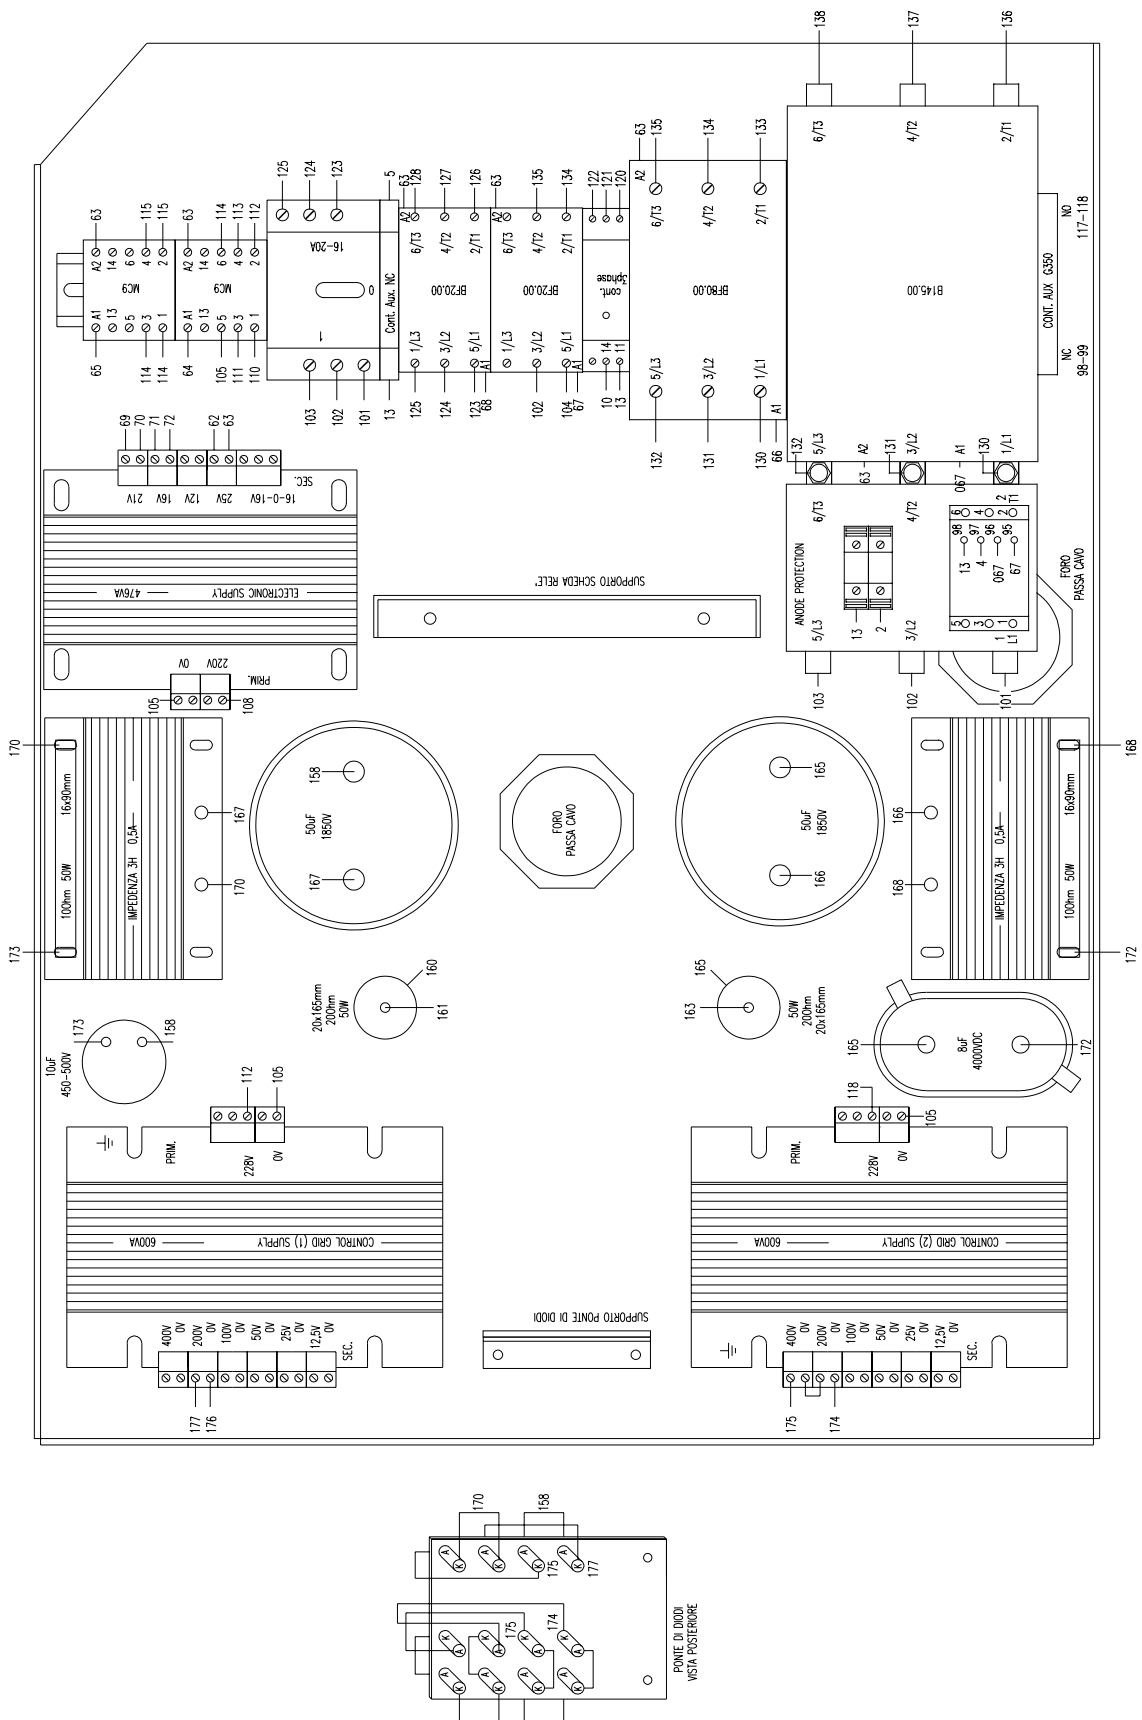 138
137
136
6/T3
4/T2
2/T1
63
135
134
133
A2
6/T3
4/T2
2/T1
125
124
123
5
63
128
127
126
63
135
134
122
121
120
63
115
115
63
114
113
112
A2
14
6
4
2
A2
14
6
4
2
MC9
MC9
16-20A
0
1
Cont. Aux. NC
A2
6/T3
4/T2
2/T1
A2
6/T3
4/T2
2/T1
BF20.00
BF20.00
cont.
3phase
BF80.00
B145.00
CONT. AUX G350
NO
117-118
NC
98-99
A1
13
5
3
1
A1
13
5
3
1
65
114
114
64
105
111
110
103
102
101
13
1/L3
3/L2
5/L1
A1
125
124
123
68
1/L3
3/L2
5/L1
A1
102
104
67
14
11
10
13
5/L3
3/L2
1/L1
A1
132
131
130
66
132
5/L3
A2
63
131
3/L2
A1
067
130
1/L1
69
70
71
72
62
63
SEC.
21V
16V
12V
25V
16-0-16V
ELECTRONIC SUPPLY
476VA
0V
220V
PRIM.
105
108
SUPPORTO SCHEDA RELE'
ANODE PROTECTION
6/T3
4/T2
2
T1
5/L3
3/L2
1
L1
13
2
6
4
2
98
97
96
95
13
4
067
67
5
3
1
103
102
101
FORO
PASSA CAVO
170
173
16x90mm
100hm 50W
IMPEDENZA 3H 0,5A
167
170
158
50uF
1850V
167
FORO
PASSA CAVO
165
50uF
1850V
166
166
168
IMPEDENZA 3H 0,5A
16x90mm
100hm 50W
168
172
173
158
10uF
450-500V
20x165mm
200hm
50W
160
161
165
163
50W
200hm
20x165mm
165
8uF
4000VDC
172
112
105
PRIM.
228V
0V
CONTROL GRID (1) SUPPLY
600VA
400V
0V
200V
0V
100V
0V
50V
0V
25V
0V
12,5V
0V
SEC.
177
176
SUPPORTO PONTE DI DIODI
118
105
PRIM.
228V
0V
CONTROL GRID (2) SUPPLY
600VA
400V
0V
200V
0V
100V
0V
50V
0V
25V
0V
12,5V
0V
SEC.
175
174
170
158
A
K
A
K
A
K
A
K
175
177
K
A
K
A
K
A
K
A
175
174
A
K
A
K
A
K
A
K
PONTE DI DIODI
VISTA POSTERIORE